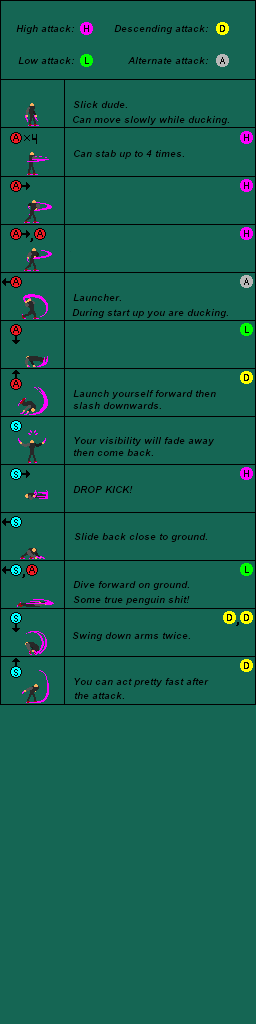 High attack: H Descending attack: D
Low attack: L Alternate attack: A
Slick dude.
Can move slowly while ducking.
A ×4 H
Can stab up to 4 times.
A H
A , A H
A A
Launcher.
During start up you are ducking.
A L
A D
Launch yourself forward then
slash downwards.
S
Your visibility will fade away
then come back.
S H
DROP KICK!
S
Slide back close to ground.
S , A L
Dive forward on ground.
Some true penguin shit!
S D , D
Swing down arms twice.
S D
You can act pretty fast after
the attack.